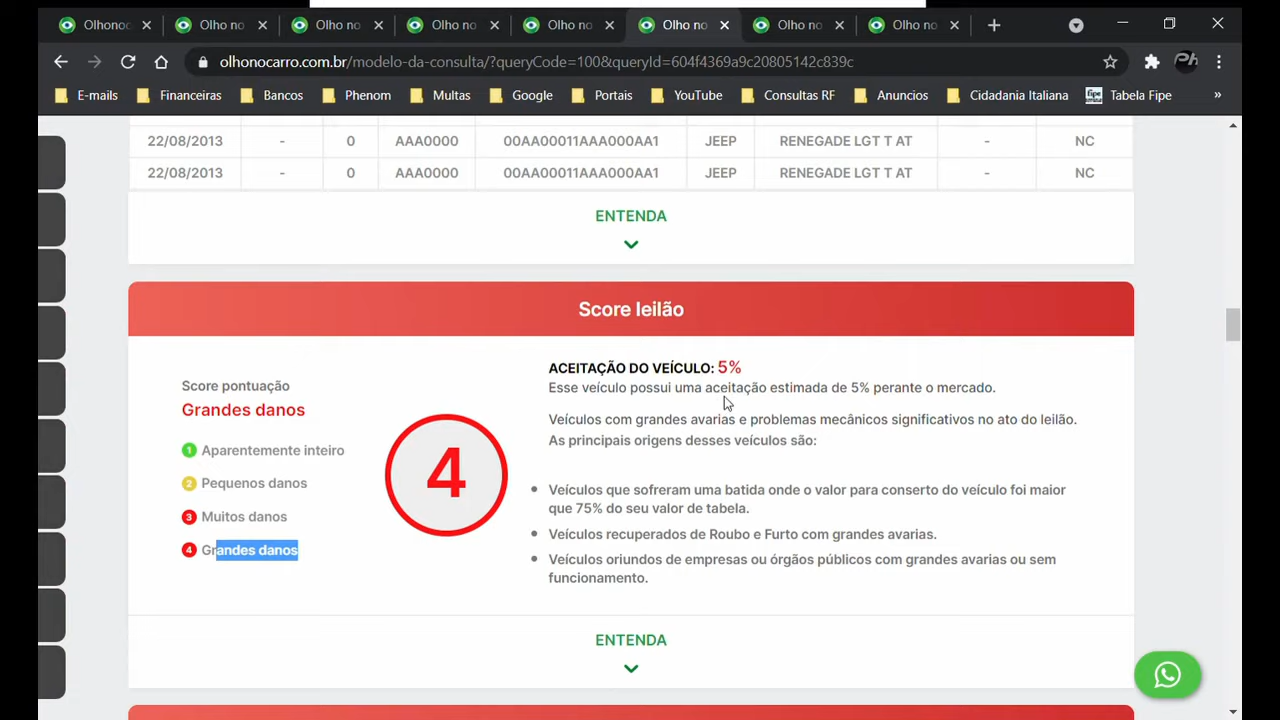 Olhonoc
Olho no
Olho no
Olho no
Olho no
Olho no
Olho no
Olho no
olhonocarro.com.br/modelo-da-consulta/?queryCode=100&queryId=604f4369a9c20805142c839c
E-mails
Financeiras
Bancos
Phenom
Multas
Google
Portais
YouTube
Consultas RF
Anuncios
Cidadania Italiana
fipe
Tabela Fipe
»
22/08/2013 - 0 AAA0000 00AA00011AAA000AA1 JEEP RENEGADE LGT T AT - NC
22/08/2013 - 0 AAA0000 00AA00011AAA000AA1 JEEP RENEGADE LGT T AT - NC
ENTENDA
Score leilão
Score pontuação
Grandes danos
1 Aparentemente inteiro
2 Pequenos danos
3 Muitos danos
4 Grandes danos
4
ACEITAÇÃO DO VEÍCULO: 5%
Esse veículo possui uma aceitação estimada de 5% perante o mercado.
Veículos com grandes avarias e problemas mecânicos significativos no ato do leilão.
As principais origens desses veículos são:
• Veículos que sofreram uma batida onde o valor para conserto do veículo foi maior
que 75% do seu valor de tabela.
• Veículos recuperados de Roubo e Furto com grandes avarias.
• Veículos oriundos de empresas ou órgãos públicos com grandes avarias ou sem
funcionamento.
ENTENDA